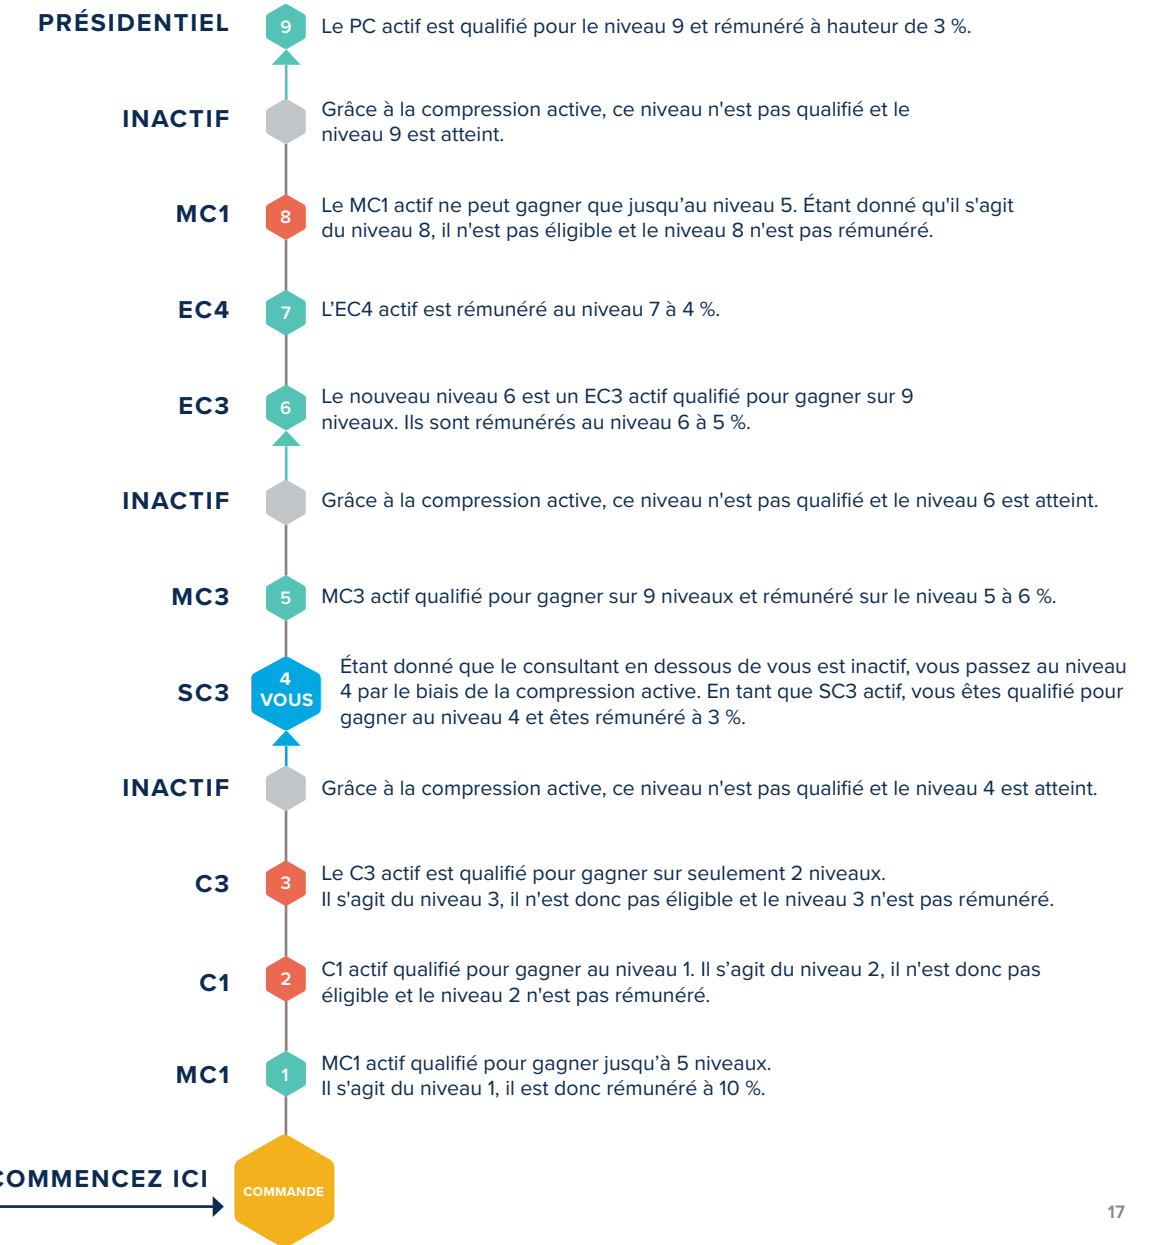 PRÉSIDENTIEL
9
Le PC actif est qualifié pour le niveau 9 et rémunéré à hauteur de 3 %.
INACTIF
Grâce à la compression active, ce niveau n'est pas qualifié et le
niveau 9 est atteint.
MC1
8
Le MC1 actif ne peut gagner que jusqu’au niveau 5. Étant donné qu'il s'agit
du niveau 8, il n'est pas éligible et le niveau 8 n'est pas rémunéré.
EC4
7
L’EC4 actif est rémunéré au niveau 7 à 4 %.
EC3
6
Le nouveau niveau 6 est un EC3 actif qualifié pour gagner sur 9
niveaux. Ils sont rémunérés au niveau 6 à 5 %.
INACTIF
Grâce à la compression active, ce niveau n'est pas qualifié et le niveau 6 est atteint.
MC3
5
MC3 actif qualifié pour gagner sur 9 niveaux et rémunéré sur le niveau 5 à 6 %.
SC3
4
VOUS
Étant donné que le consultant en dessous de vous est inactif, vous passez au niveau
4 par le biais de la compression active. En tant que SC3 actif, vous êtes qualifié pour
gagner au niveau 4 et êtes rémunéré à 3 %.
INACTIF
Grâce à la compression active, ce niveau n'est pas qualifié et le niveau 4 est atteint.
C3
3
Le C3 actif est qualifié pour gagner sur seulement 2 niveaux.
Il s'agit du niveau 3, il n'est donc pas éligible et le niveau 3 n'est pas rémunéré.
C1
2
C1 actif qualifié pour gagner au niveau 1. Il s’agit du niveau 2, il n'est donc pas
éligible et le niveau 2 n'est pas rémunéré.
MC1
1
MC1 actif qualifié pour gagner jusqu’à 5 niveaux.
Il s'agit du niveau 1, il est donc rémunéré à 10 %.
COMMENCEZ ICI
COMMANDE
17